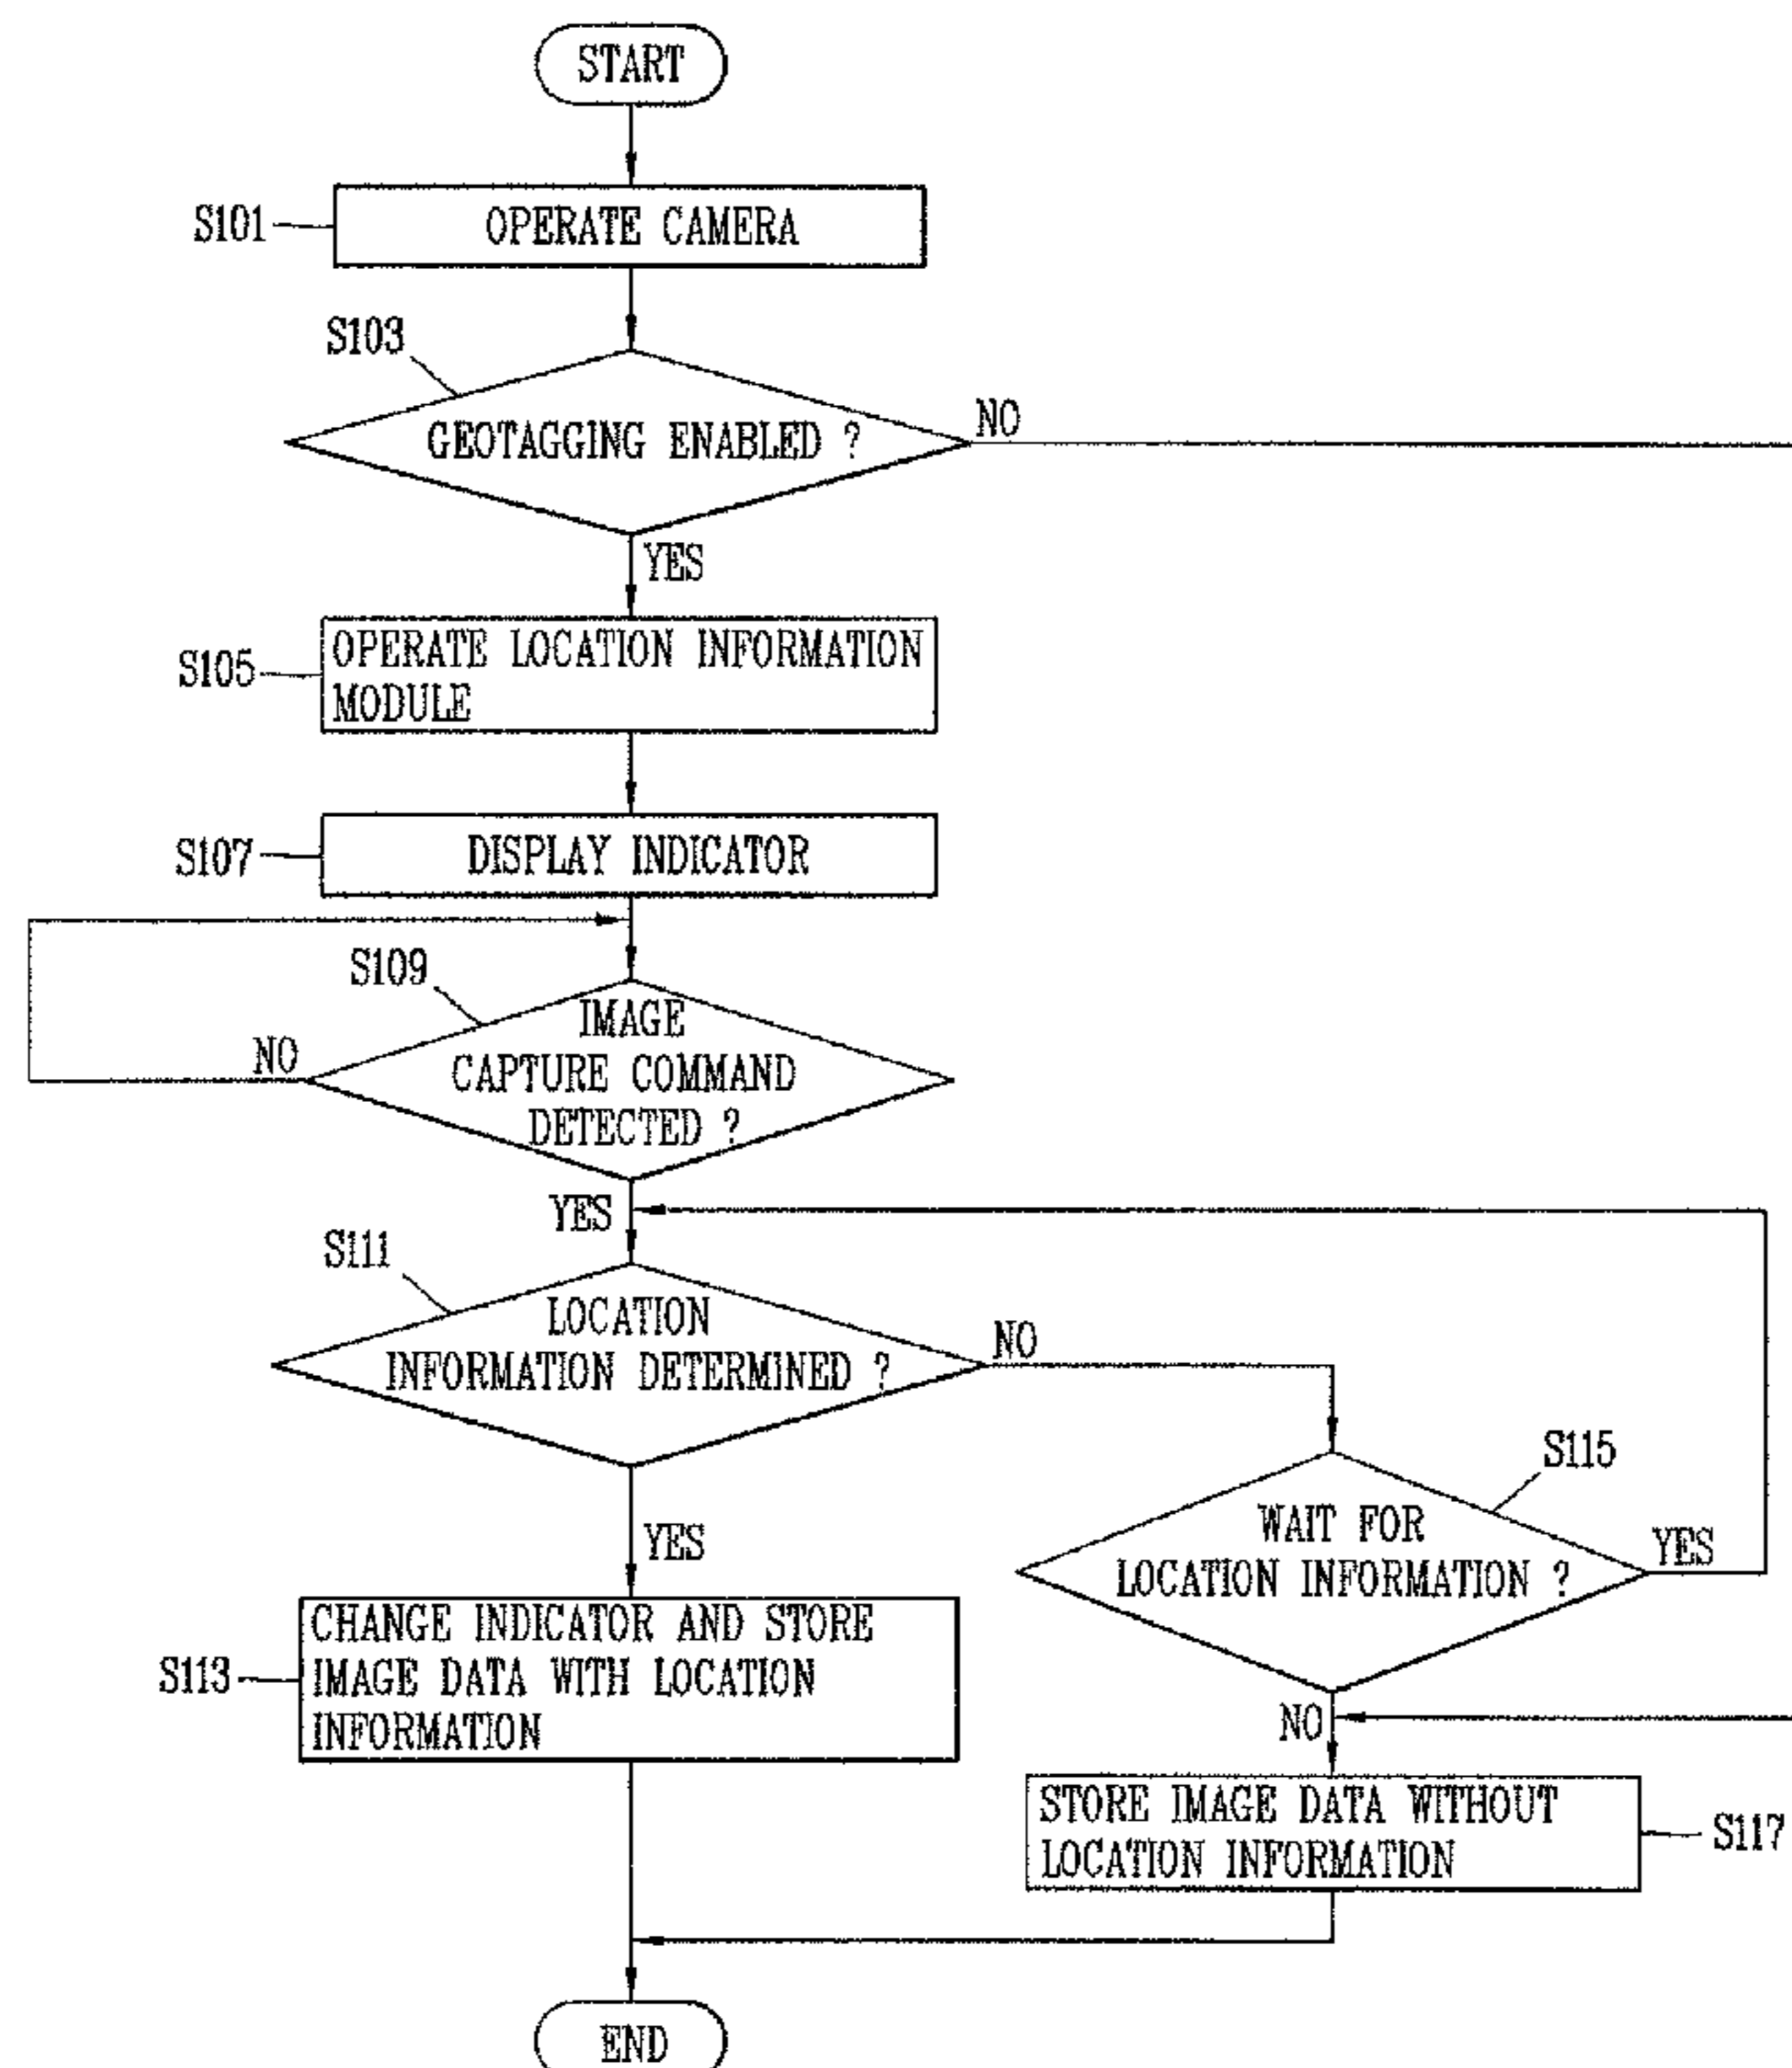 START
S101
OPERATE CAMERA
S103
GEOTAGGING ENABLED ?
NO
YES
S105
OPERATE LOCATION INFORMATION
MODULE
S107
DISPLAY INDICATOR
S109
IMAGE
CAPTURE COMMAND
DETECTED ?
NO
YES
S111
LOCATION
INFORMATION DETERMINED ?
NO
YES
S115
WAIT FOR
LOCATION INFORMATION ?
YES
NO
S113
CHANGE INDICATOR AND STORE
IMAGE DATA WITH LOCATION
INFORMATION
STORE IMAGE DATA WITHOUT
LOCATION INFORMATION
S117
END